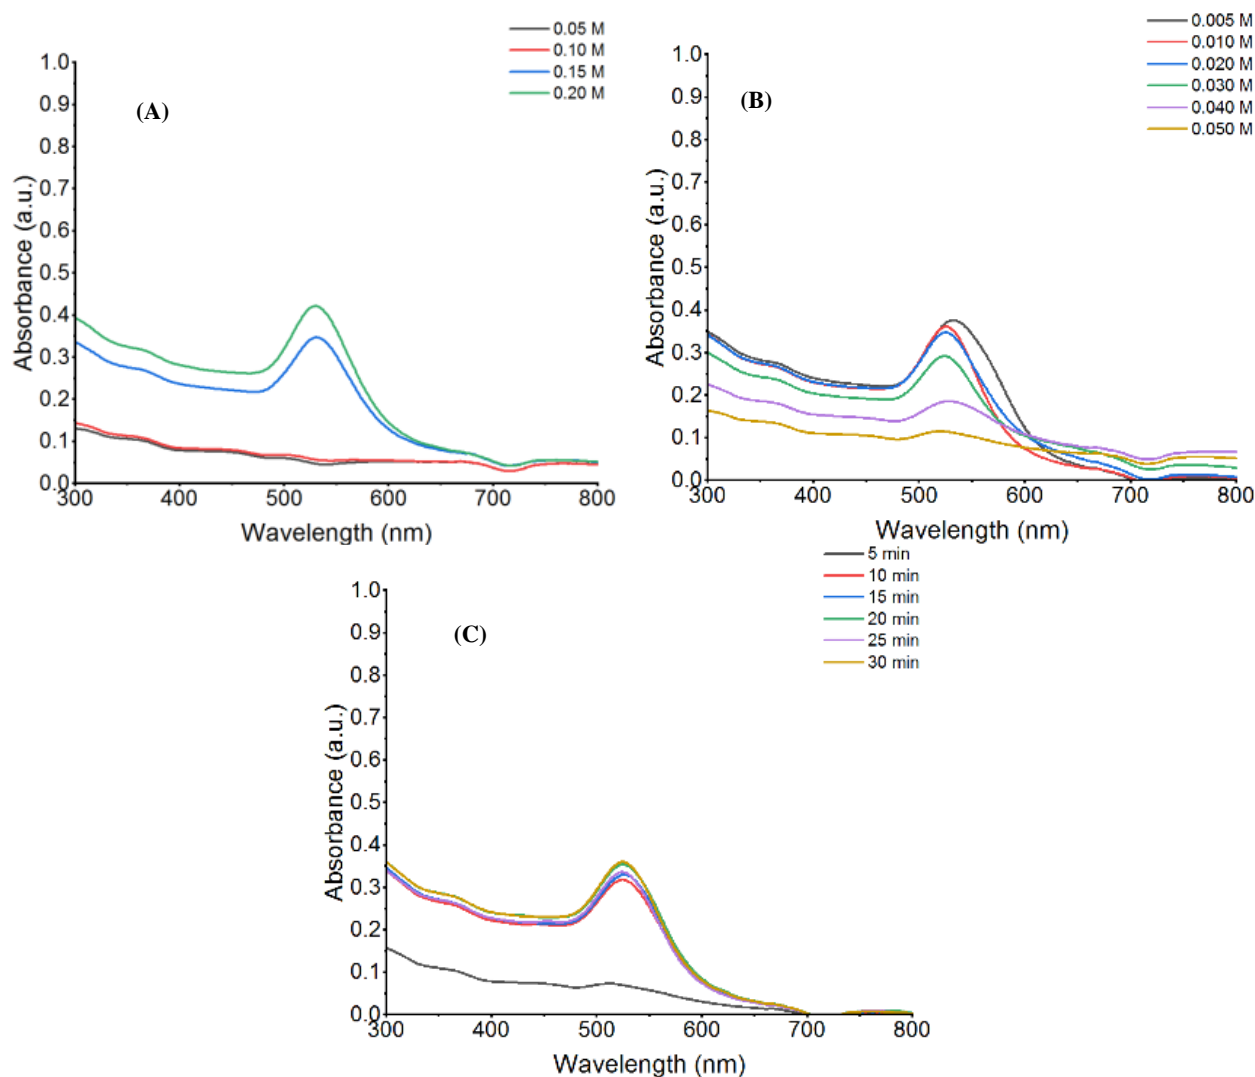 0.05 M
0.10 M
0.15 M
0.20 M
(A)
Absorbance (a.u.)
1.0
0.9
0.8
0.7
0.6
0.5
0.4
0.3
0.2
0.1
0.0
300 400 500 600 700 800
Wavelength (nm)
0.005 M
0.010 M
0.020 M
0.030 M
0.040 M
0.050 M
(B)
Absorbance (a.u.)
1.0
0.9
0.8
0.7
0.6
0.5
0.4
0.3
0.2
0.1
0.0
300 400 500 600 700 800
Wavelength (nm)
5 min
10 min
15 min
20 min
25 min
30 min
(C)
Absorbance (a.u.)
1.0
0.9
0.8
0.7
0.6
0.5
0.4
0.3
0.2
0.1
0.0
300 400 500 600 700 800
Wavelength (nm)